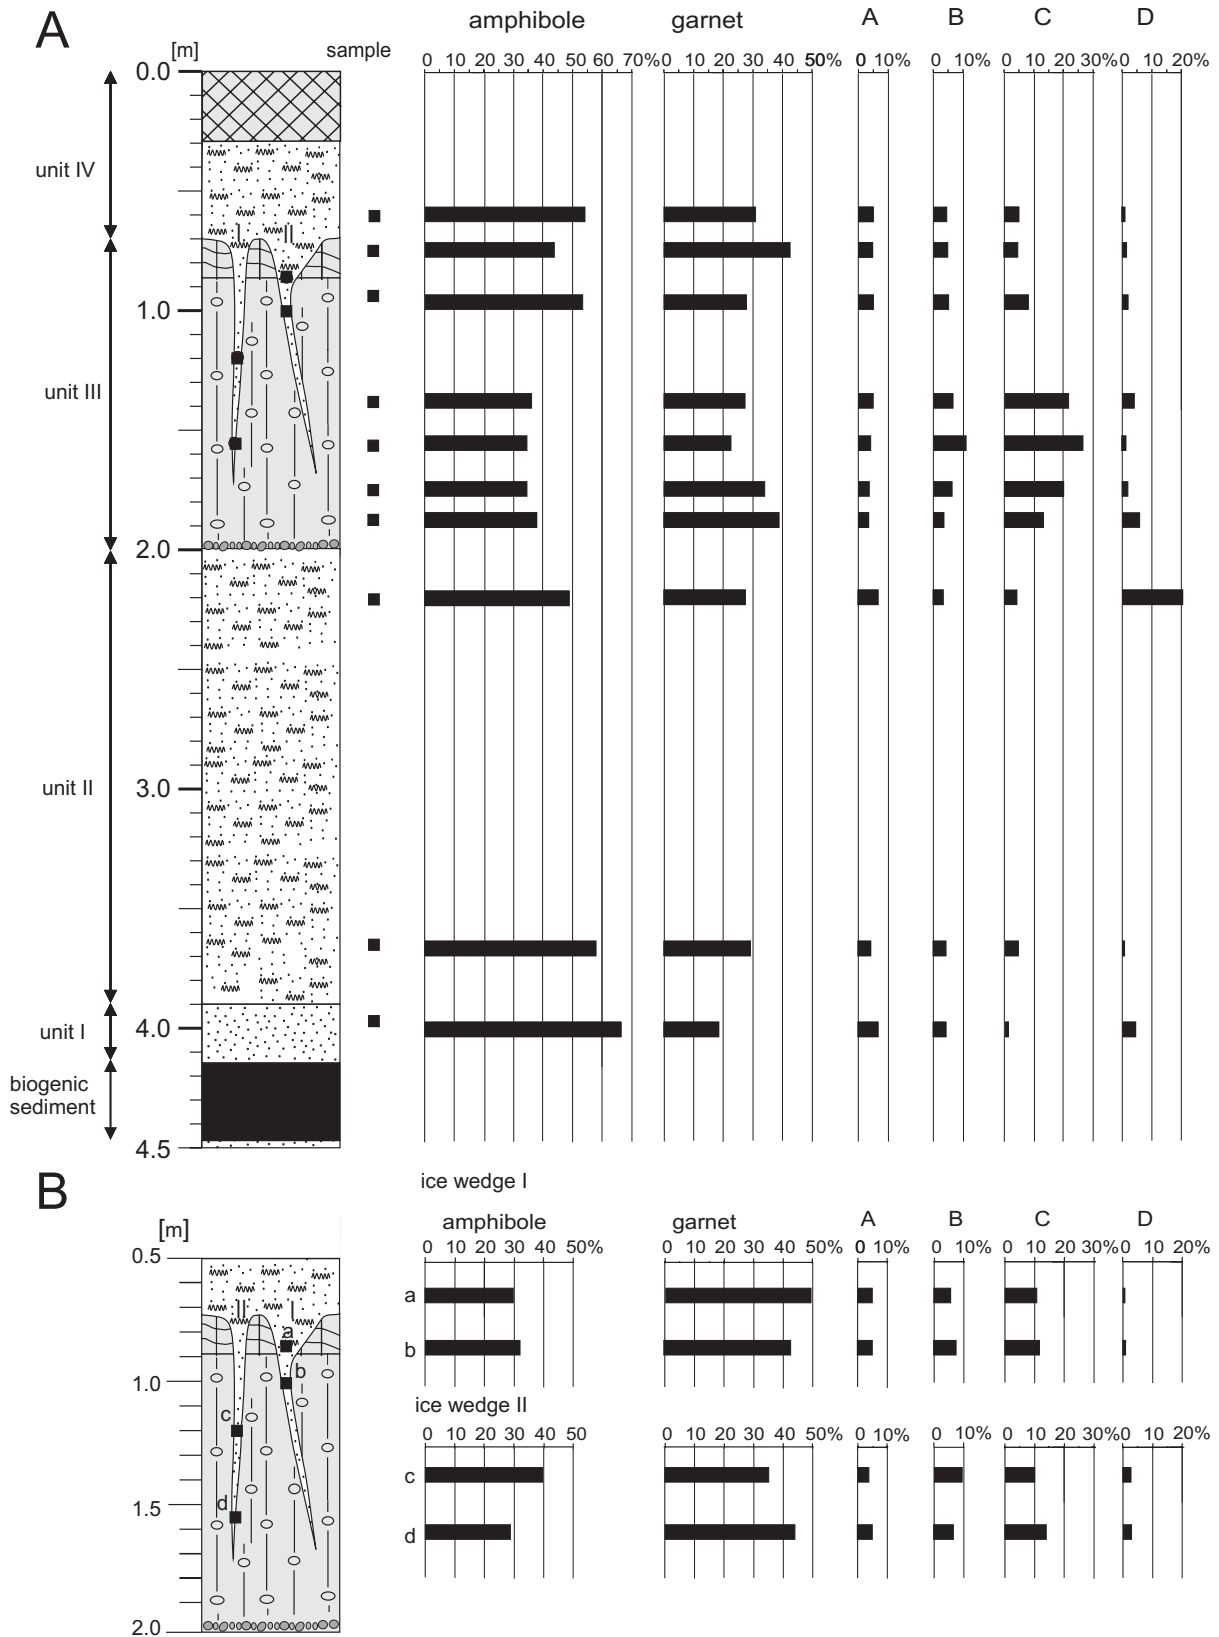 A
amphibole garnet A B C D
[m] sample
0 10 20 30 40 50 60 70% 0 10 20 30 40 50% 0 10% 0 10% 0 10 20 30% 0 10 20%
0.0
unit IV
I II
1.0
unit III
2.0
unit II
3.0
unit I
4.0
biogenic
sediment
4.5
B
ice wedge I
[m]
amphibole garnet A B C D
0 10 20 30 40 50% 0 10 20 30 40 50% 0 10% 0 10% 0 10 20 30% 0 20%
0.5
a
II I
a
b
b
1.0
ice wedge II
c
0 10 20 30 40 50 0 10 20 30 40 50% 0 10% 0 10% 0 10 20 30% 0 20%
c
d
1.5
d
2.0